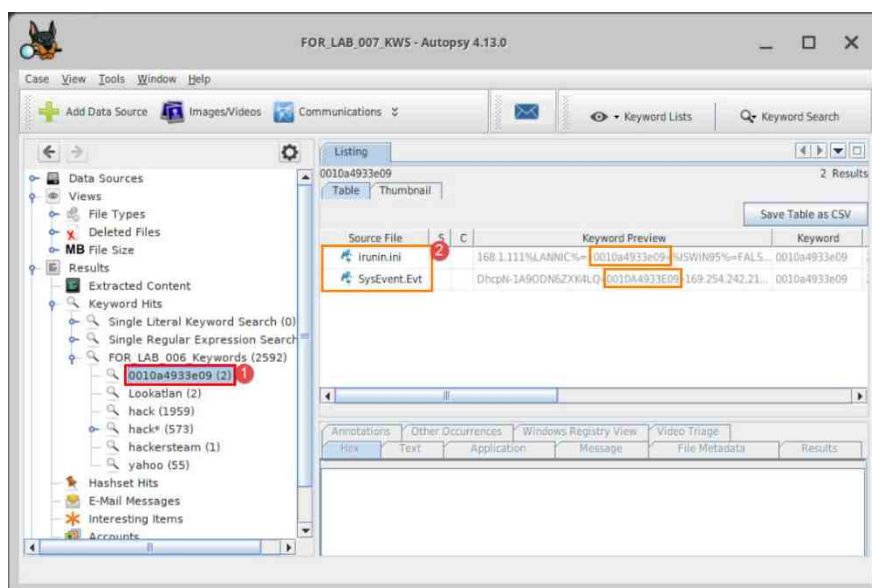 FOR_LAB_007_KWS - Autopsy 4.13.0
Case View Tools Window Help
Add Data Source Images/Videos Communications Keyword Lists Keyword Search
Data Sources
Views
File Types
Deleted Files
MB File Size
Results
Extracted Content
Keyword Hits
Single Literal Keyword Search (0)
Single Regular Expression Search
FOR_LAB_006_Keywords (2592)
0010a4933e09 (2) 1
Lookatlan (2)
hack (1959)
hack* (573)
hackersteam (1)
yahoo (55)
Hashset Hits
E-Mail Messages
Interesting Items
Accounts
Listing
0010a4933e09 2 Results
Table Thumbnail
Save Table as CSV
Source File S C Keyword Preview Keyword
2
irunin.ini 168.1.111%LANNIC%= 0010a4933e09 %ISWIN95%=FALS... 0010a4933e09
SysEvent.Evt DhcpN-1A9ODN6ZXK4LQ 0010A4933E09 169.254.242.21... 0010a4933e09
Annotations Other Occurrences Windows Registry View Video Triage
Hex Text Application Message File Metadata Results